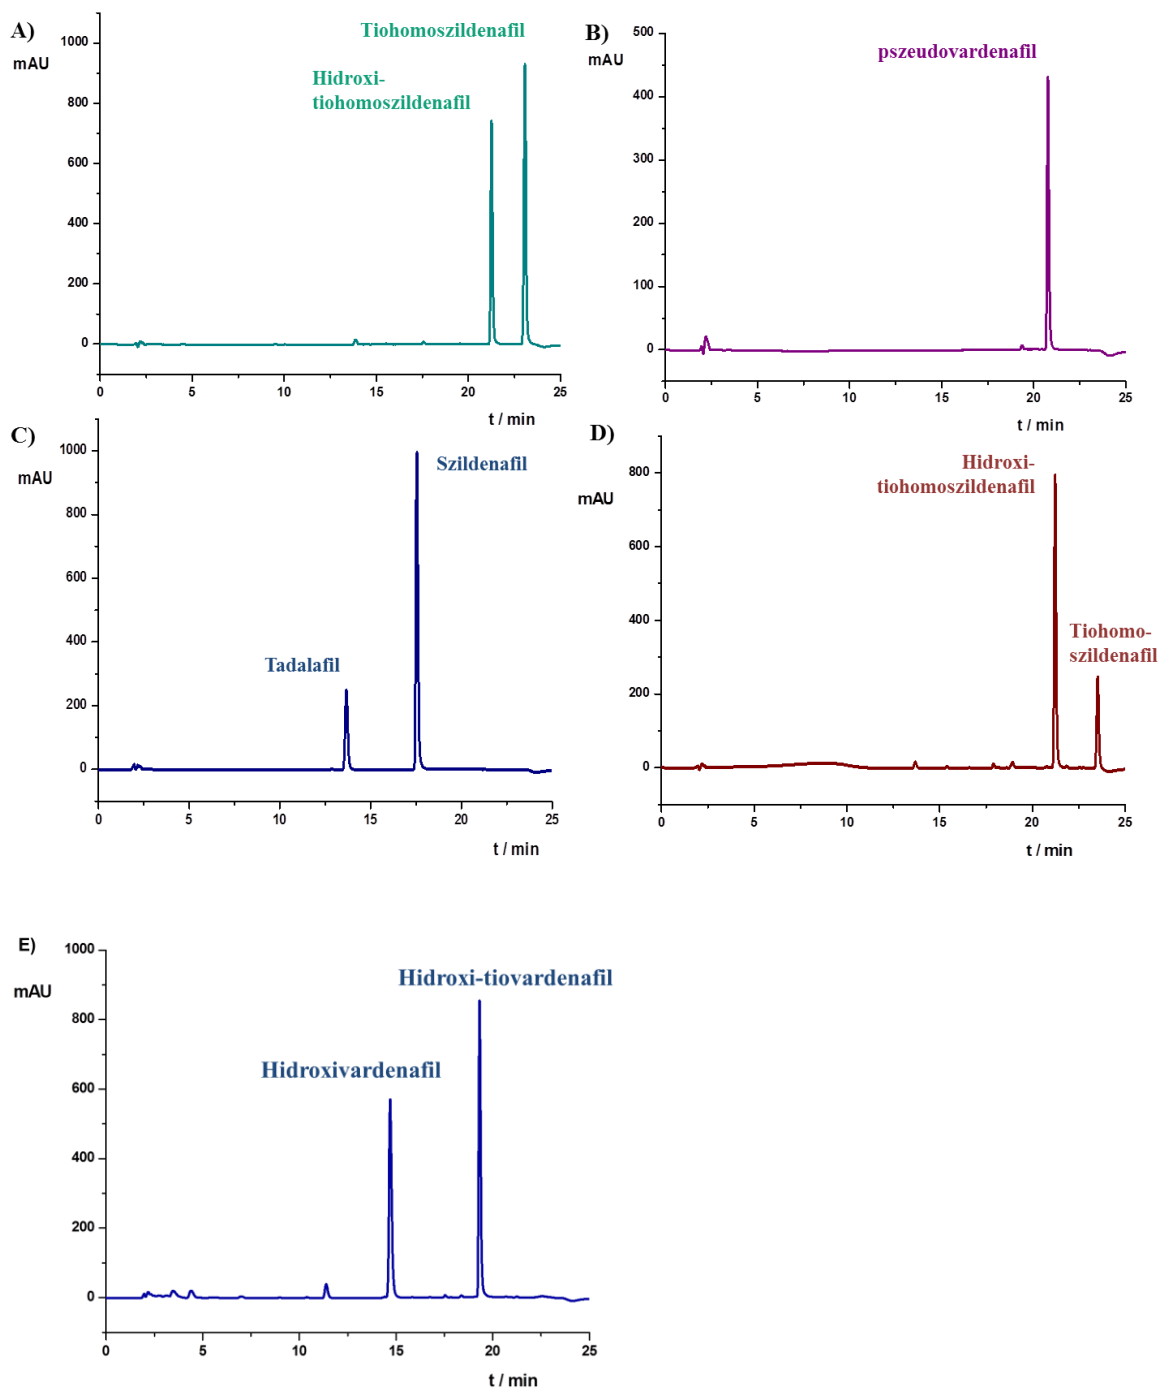 A)
mAU
Tiohomoszildenafil
Hidroxi-
tiohomoszildenafil
1000
800
600
400
200
0
0 5 10 15 20 25
t / min
B)
mAU
pszeudovardenafil
500
400
300
200
100
0
0 5 10 15 20 25
t / min
C)
mAU
Szildenafil
Tadalafil
1000
800
600
400
200
0
0 5 10 15 20 25
t / min
D)
mAU
Hidroxi-
tiohomoszildenafil
Tiohomo-
szildenafil
800
600
400
200
0
0 5 10 15 20 25
t / min
E)
mAU
Hidroxi-tiovardenafil
Hidroxivardenafil
1000
800
600
400
200
0
0 5 10 15 20 25
t / min